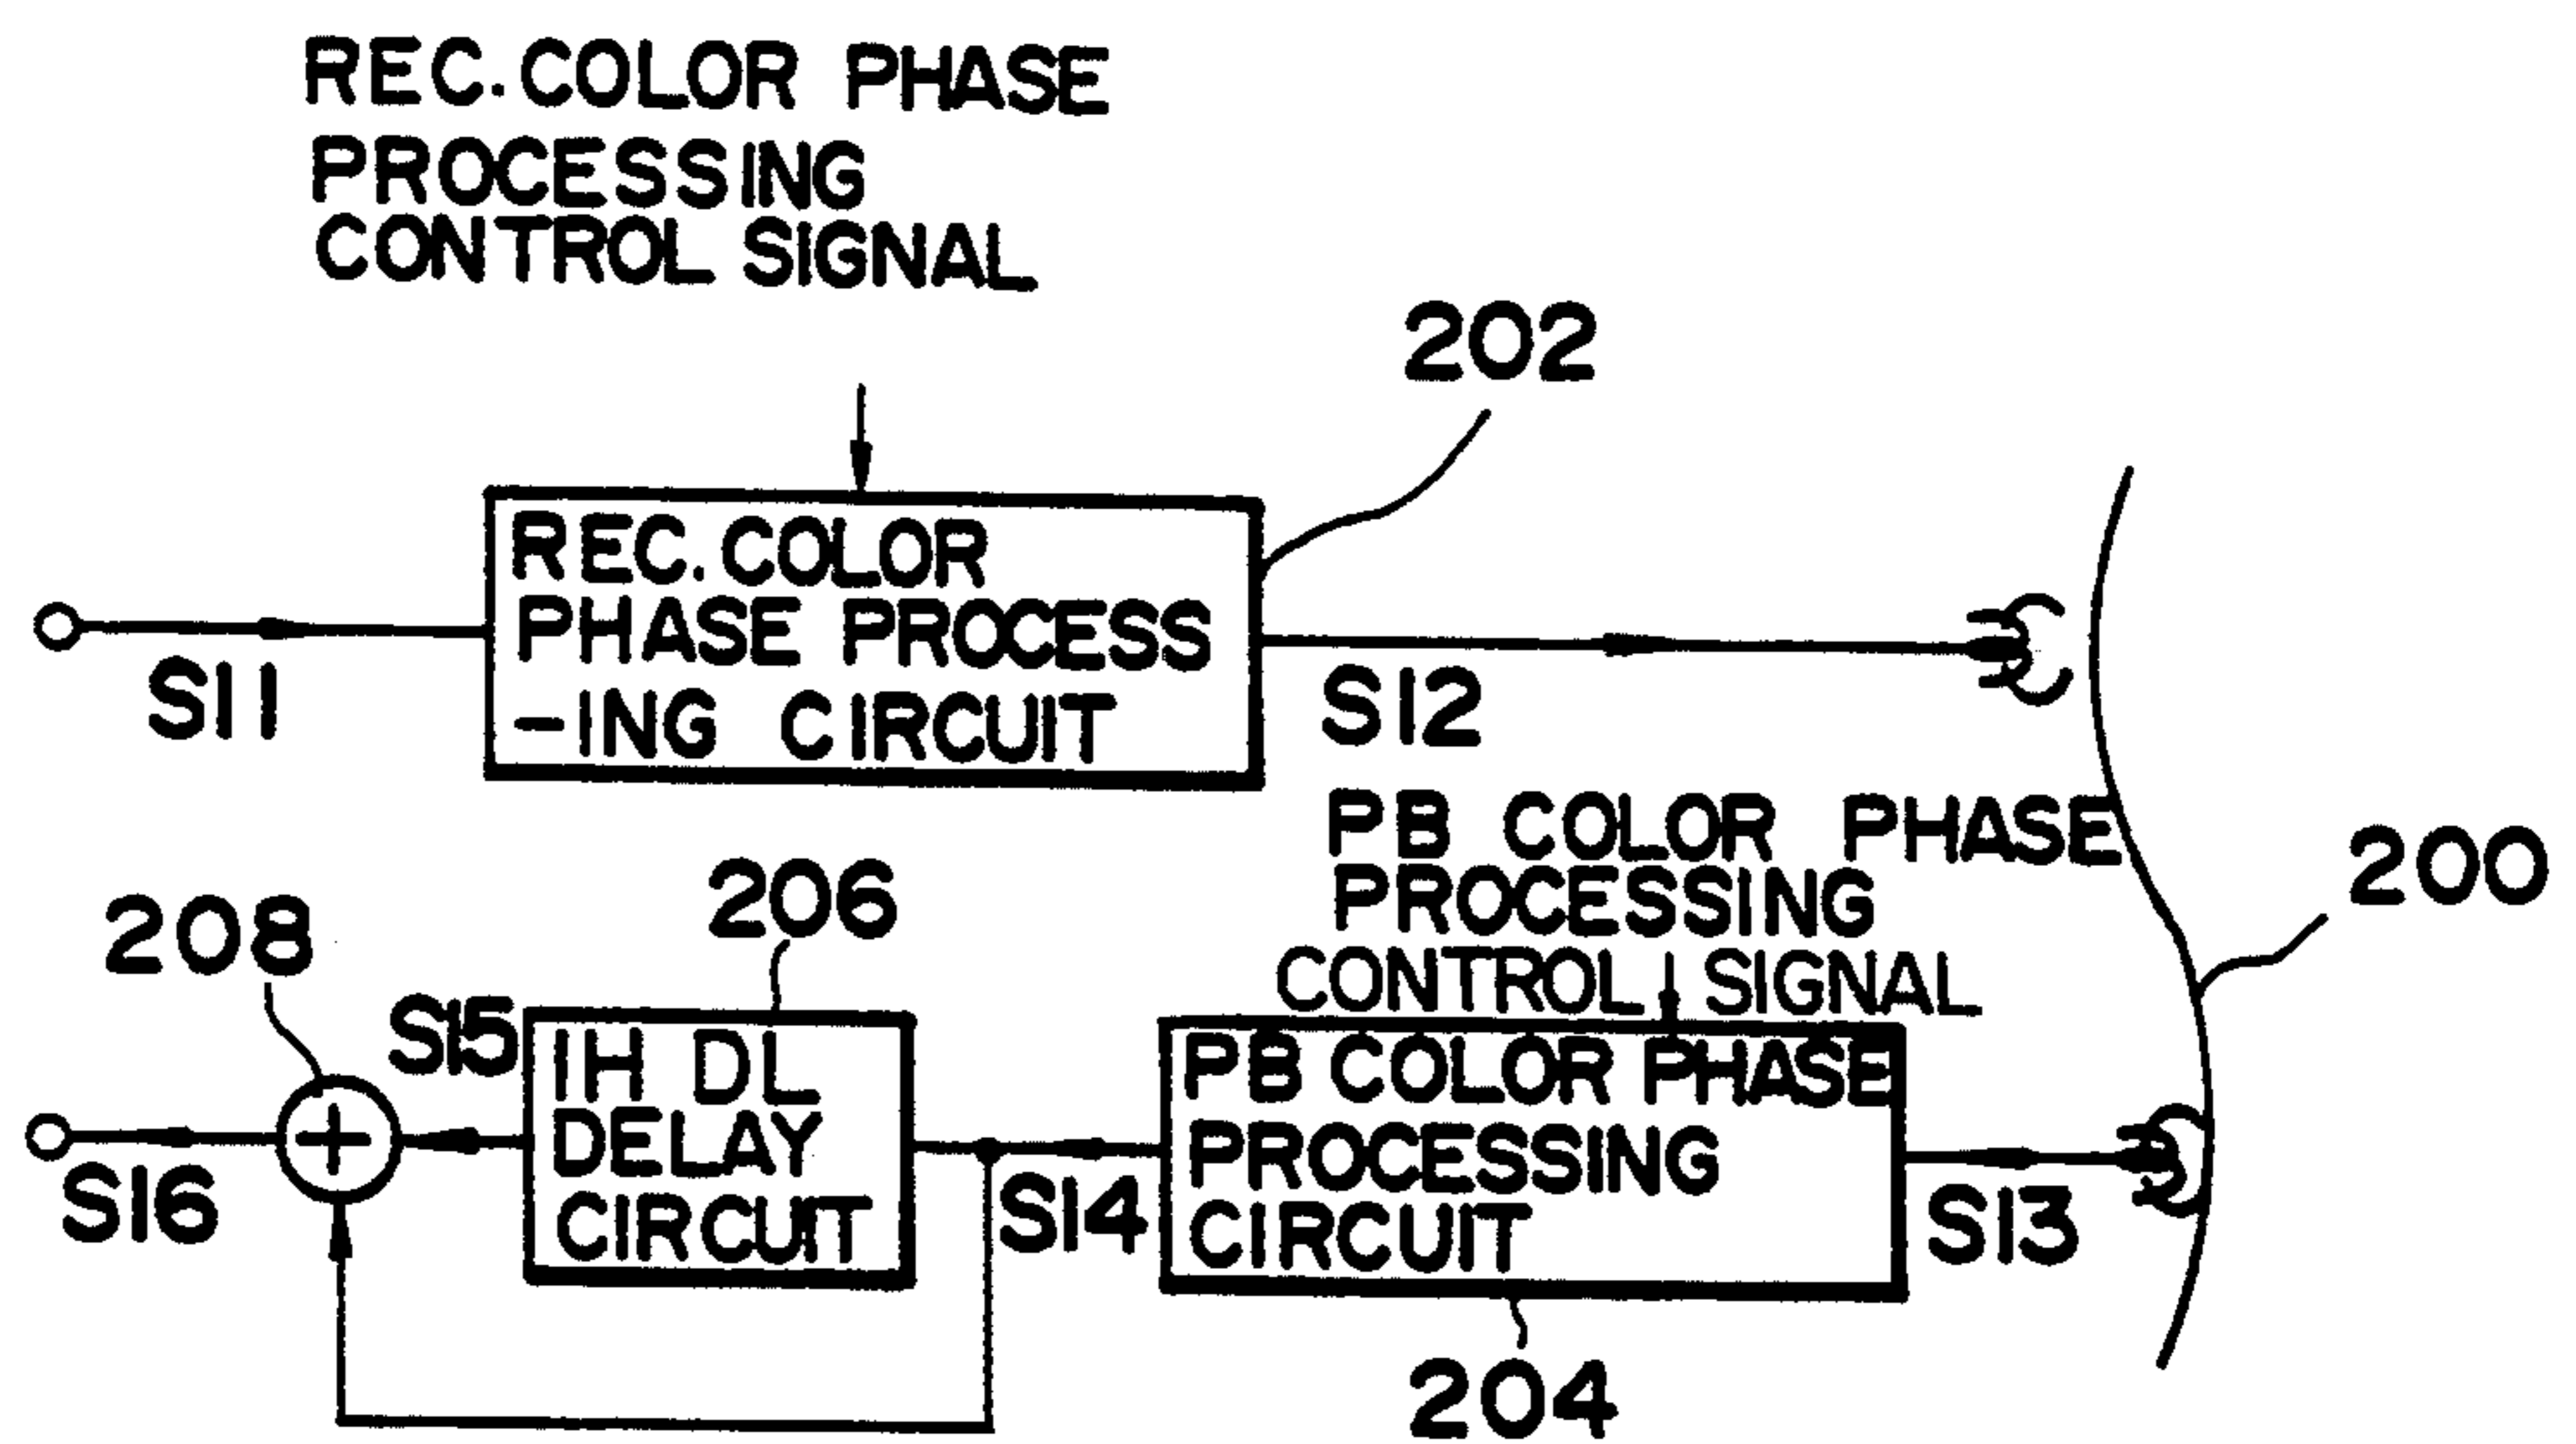 REC. COLOR PHASE
PROCESSING
CONTROL SIGNAL
202
REC. COLOR
PHASE PROCESS
-ING CIRCUIT
S11
S12
PB COLOR PHASE
PROCESSING
CONTROL SIGNAL
200
208
206
S15
1H DL
DELAY
CIRCUIT
S14
PB COLOR PHASE
PROCESSING
CIRCUIT
S13
S16
+
204